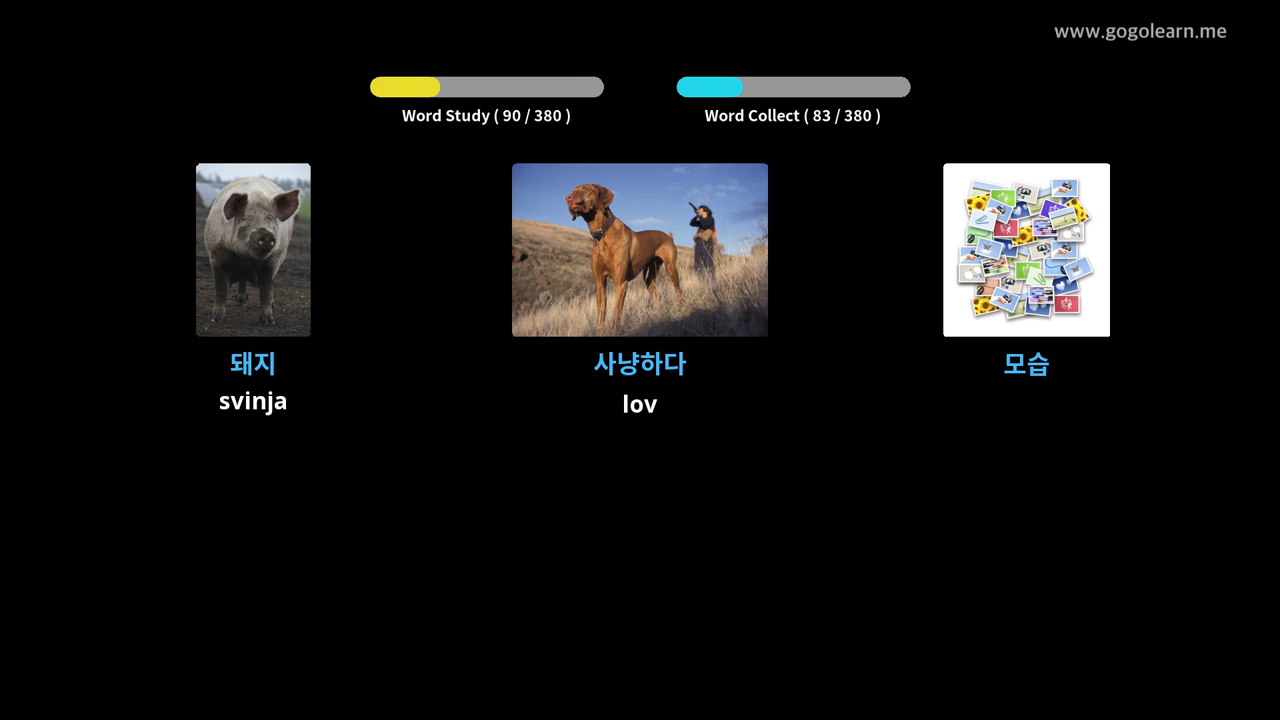 www.gogolearn.me
Word Study ( 90 / 380 )
Word Collect ( 83 / 380 )
돼지
사냥하다
모습
svinja
lov